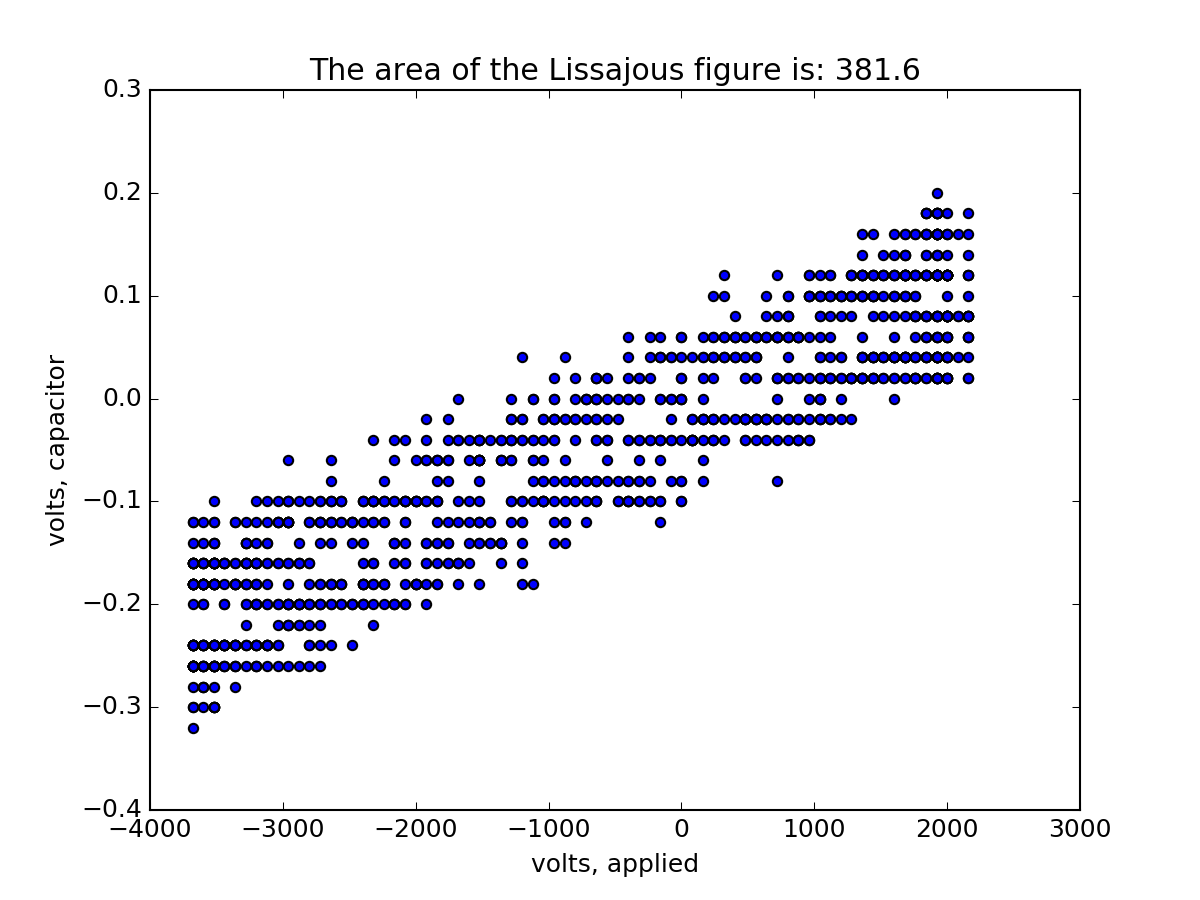 The area of the Lissajous figure is: 381.6
0.3
0.2
0.1
0.0
−0.1
−0.2
−0.3
−0.4
volts, capacitor
−4000 −3000 −2000 −1000 0 1000 2000 3000
volts, applied